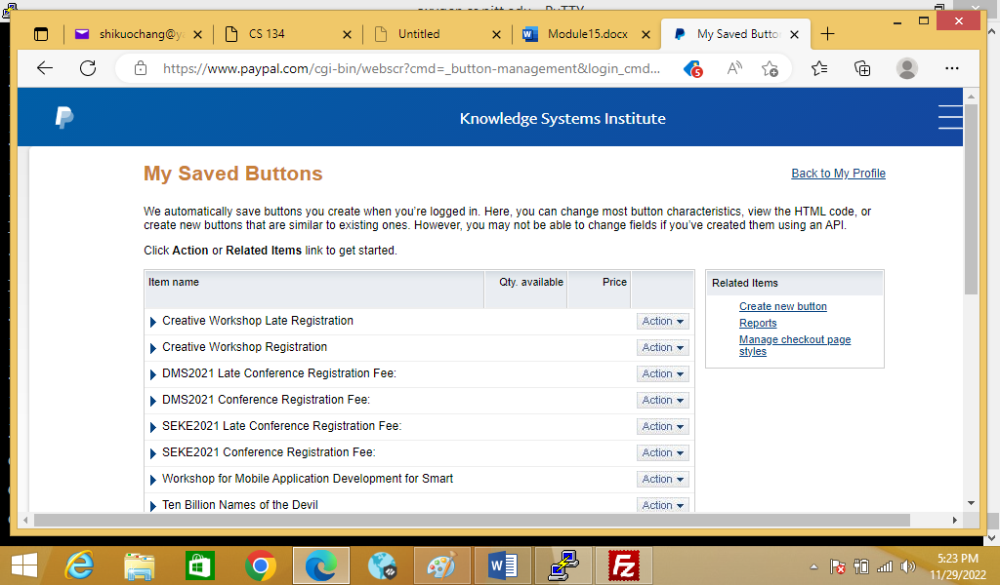 shikuochang@y
CS 134
Untitled
Module15.docx
My Saved Butto
https://www.paypal.com/cgi-bin/webscr?cmd=_button-management&login_cmd...
5
Knowledge Systems Institute
My Saved Buttons
Back to My Profile
We automatically save buttons you create when you're logged in. Here, you can change most button characteristics, view the HTML code, or
create new buttons that are similar to existing ones. However, you may not be able to change fields if you've created them using an API.
Click Action or Related Items link to get started.
Item name Qty. available Price
Creative Workshop Late Registration Action
Creative Workshop Registration Action
DMS2021 Late Conference Registration Fee: Action
DMS2021 Conference Registration Fee: Action
SEKE2021 Late Conference Registration Fee: Action
SEKE2021 Conference Registration Fee: Action
Workshop for Mobile Application Development for Smart Action
Ten Billion Names of the Devil Action
Related Items
Create new button
Reports
Manage checkout page
styles
5:23 PM
11/29/2022